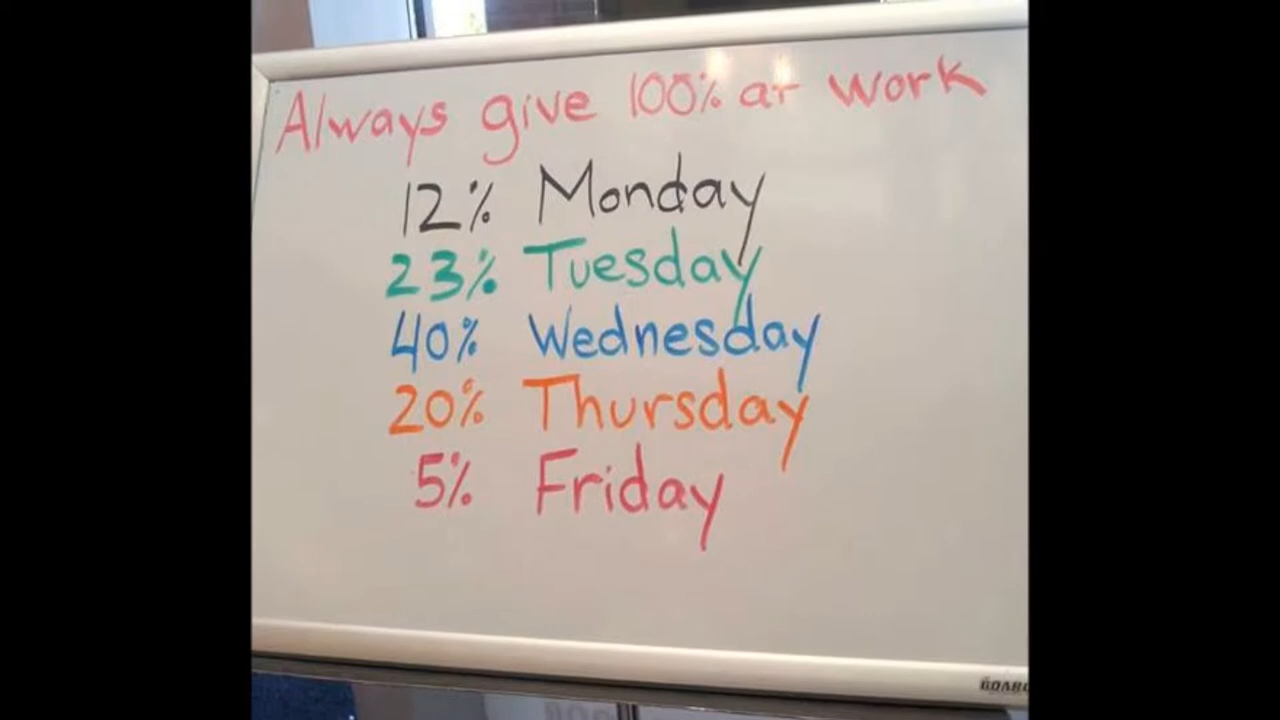 Always give 100% at work
12% Monday
23% Tuesday
40% Wednesday
20% Thursday
5% Friday